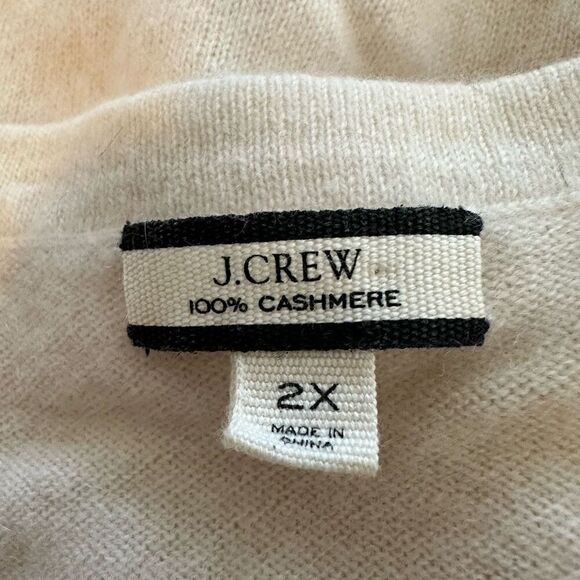 J.CREW
100% CASHMERE
2X
MADE IN
CHINA